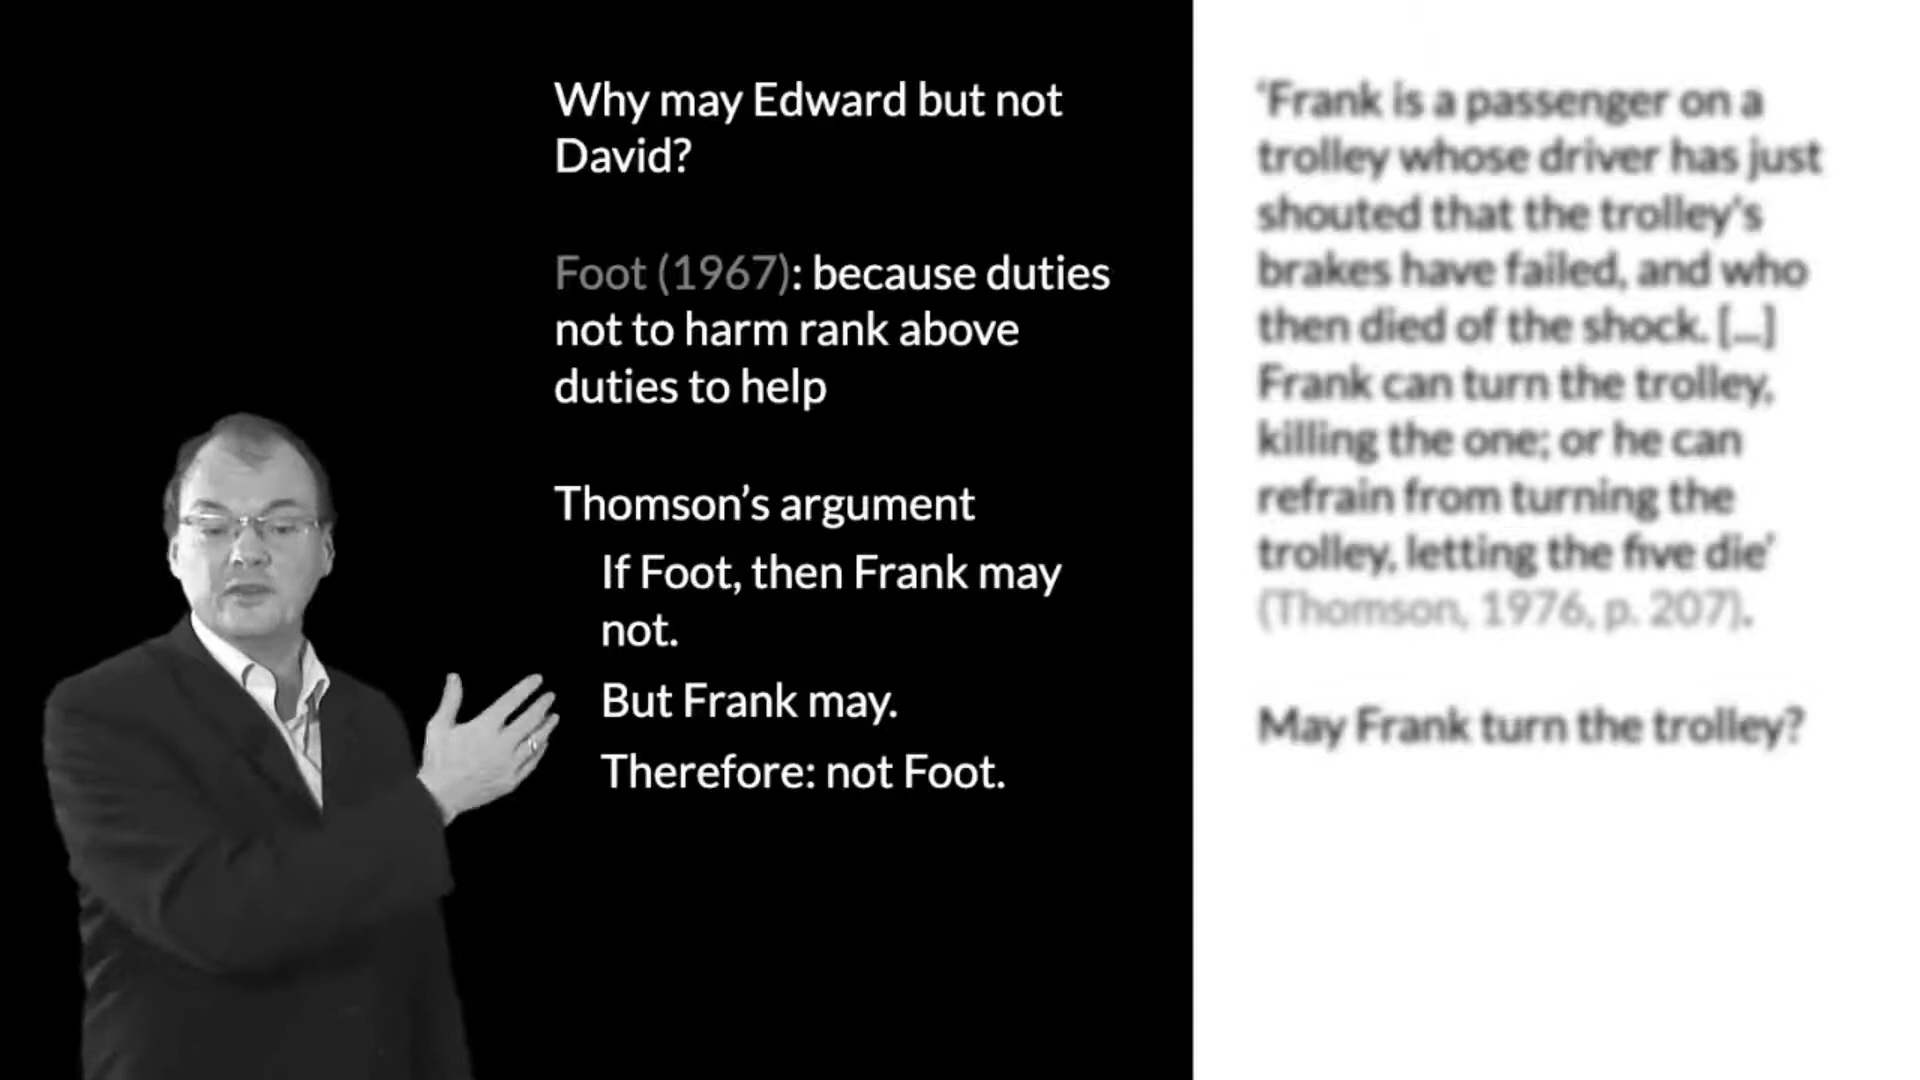 Why may Edward but not
David?
Foot (1967): because duties
not to harm rank above
duties to help
Thomson’s argument
If Foot, then Frank may
not.
But Frank may.
Therefore: not Foot.
‘Frank is a passenger on a
trolley whose driver has just
shouted that the trolley's
brakes have failed, and who
then died of the shock. [...]
Frank can turn the trolley,
killing the one; or he can
refrain from turning the
trolley, letting the five die’
(Thomson, 1976, p. 207).
May Frank turn the trolley?